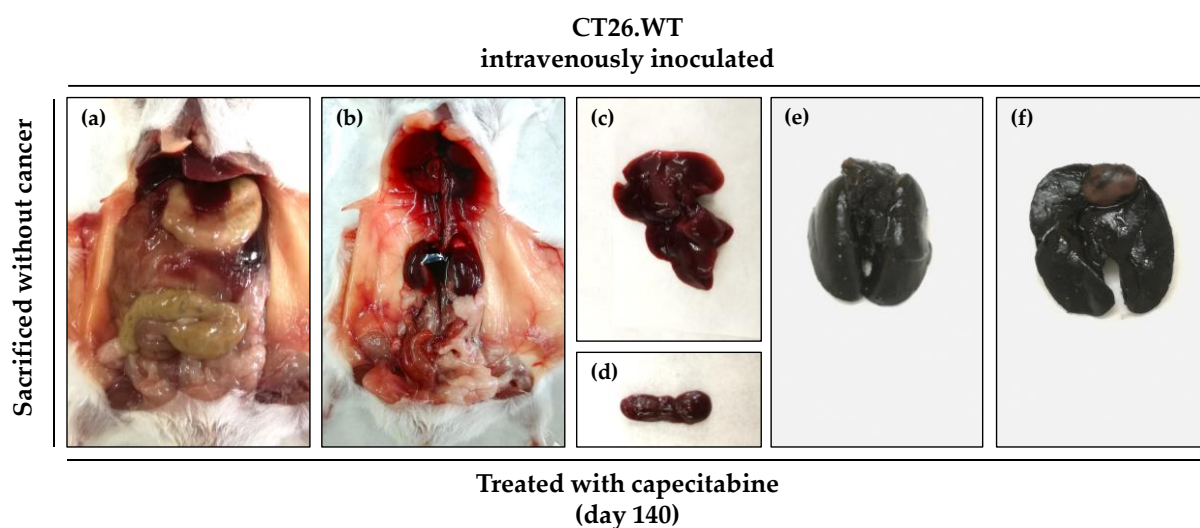 CT26.WT
intravenously inoculated
Sacrificed without cancer
(a)
(b)
(c)
(d)
(e)
(f)
Treated with capecitabine
(day 140)